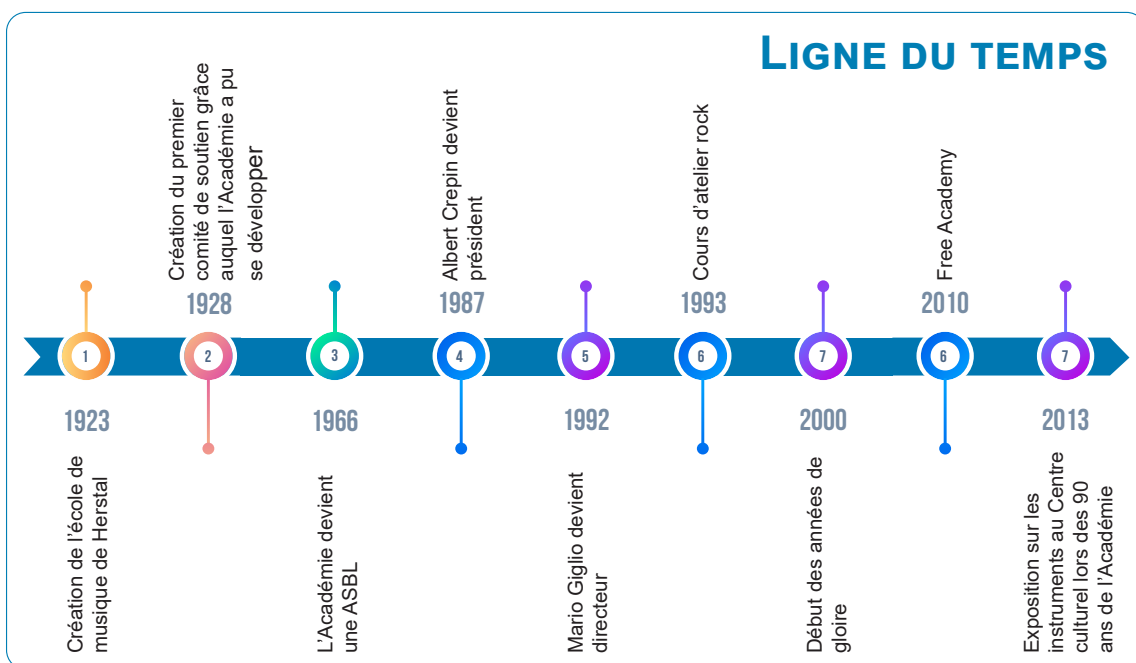 LIGNE DU TEMPS
1
1923
Création de l'école de
musique de Herstal
Création du premier
comité de soutien grâce
auquel l'Académie a pu
se développer
1928
2
3
1966
L'Académie devient
une ASBL
Albert Crepin devient
président
1987
4
5
1992
Mario Giglio devient
directeur
Cours d'atelier rock
1993
6
7
2000
Début des années de
gloire
Free Academy
2010
6
7
2013
Exposition sur les
instruments au Centre
culturel lors des 90
ans de l'Académie